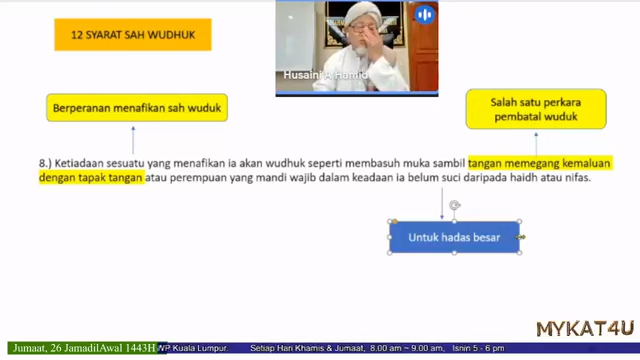 12 SYARAT SAH WUDHUK
Husaini A Hamid
Berperanan menafikan sah wuduk
Salah satu perkara
pembatal wuduk
8.) Ketiadaan sesuatu yang menafikan ia akan wudhuk seperti membasuh muka sambil tangan memegang kemaluan
dengan tapak tangan atau perempuan yang mandi wajib dalam keadaan ia belum suci daripada haidh atau nifas.
Untuk hadas besar
MYKAT4U
Jumaat, 26 JamadilAwal 1443H WP Kuala Lumpur. Setiap Hari Khamis & Jumaat, 8.00 am ~ 9.00 am, Isnin 5 - 6 pm